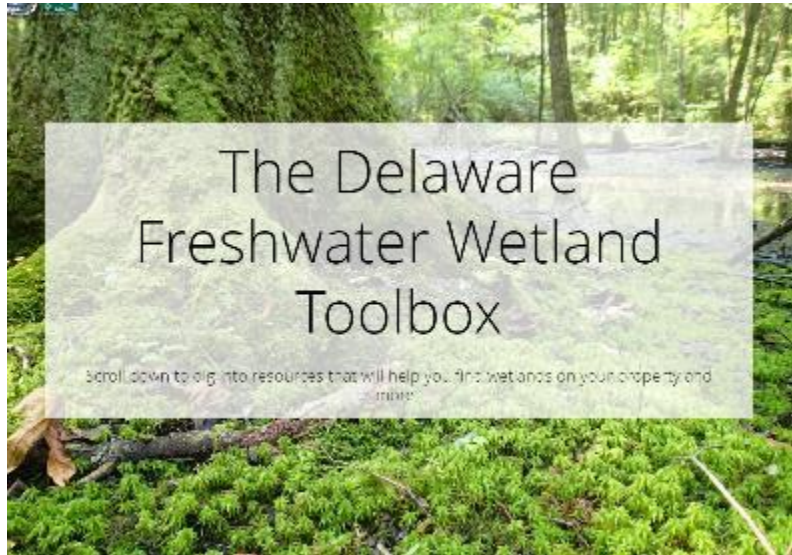 The Delaware
Freshwater Wetland
Toolbox
Scroll down to dig into resources that will help you find wetlands on your property and
more